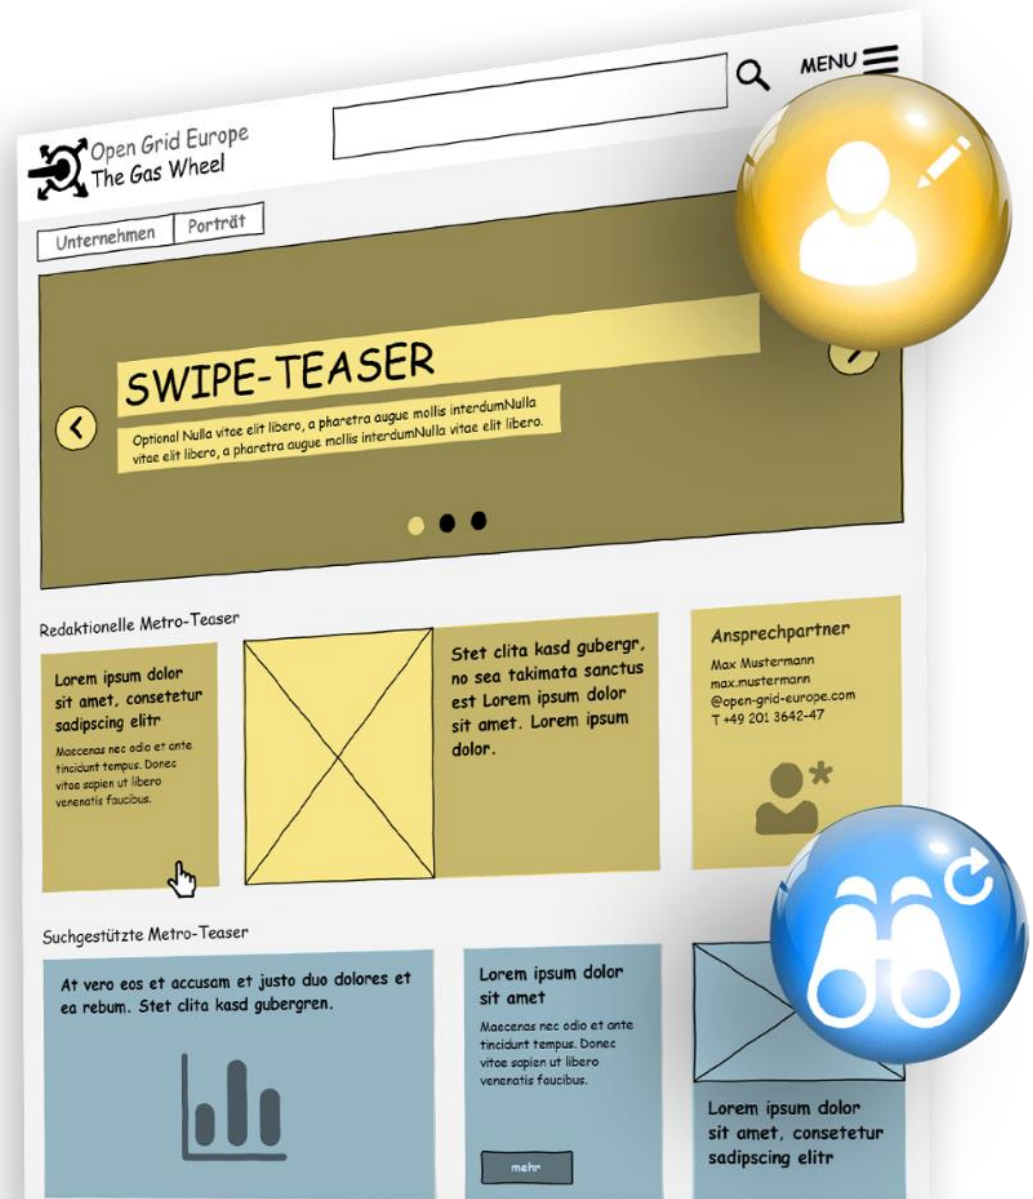 MENU
Open Grid Europe
The Gas Wheel
Unternehmen
Porträt
SWIPE-TEASER
Optional Nulla vitae elit libero, a pharetra augue mollis interdumNulla
vitae elit libero, a pharetra augue mollis interdumNulla vitae elit libero.
Redaktionelle Metro-Teaser
Lorem ipsum dolor
sit amet, consetetur
sadipscing elitr
Maecenas nec odio et ante
tincidunt tempus. Donec
vitae sapien ut libero
venenatis faucibus.
Stet clita kasd gubergr,
no sea takimata sanctus
est Lorem ipsum dolor
sit amet. Lorem ipsum
dolor.
Ansprechpartner
Max Mustermann
max.mustermann
@open-grid-europe.com
T +49 201 3642-47
Suchgestützte Metro-Teaser
At vero eos et accusam et justo duo dolores et
ea rebum. Stet clita kasd gubergren.
Lorem ipsum dolor
sit amet
Maecenas nec odio et ante
tincidunt tempus. Donec
vitae sapien ut libero
venenatis faucibus.
mehr
Lorem ipsum dolor
sit amet, consetetur
sadipscing elitr